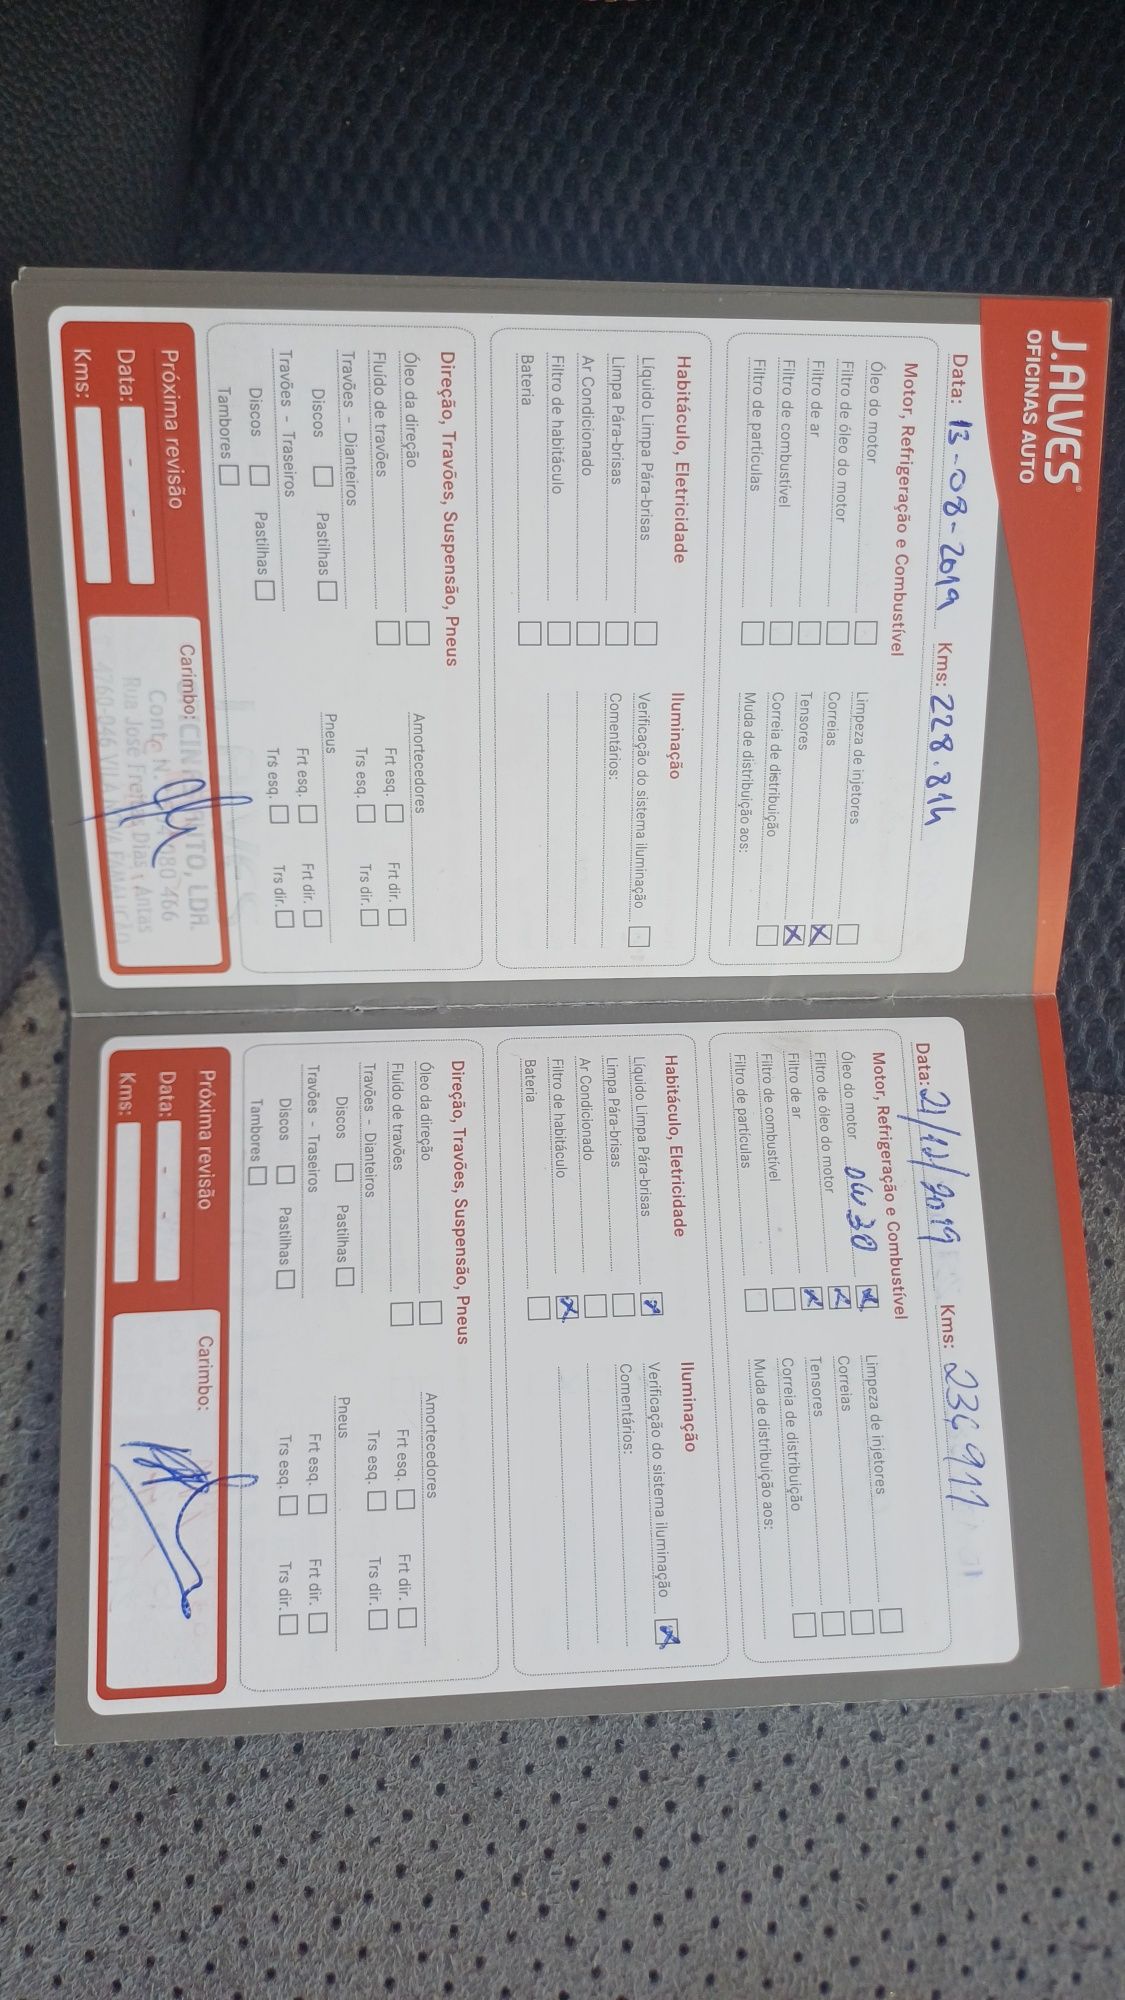 J.ALVES®
OFICINAS AUTO
Data: 13-08-2019 Kms: 228.814
Motor, Refrigeração e Combustível
Óleo do motor
Filtro de óleo do motor
Filtro de ar
Filtro de combustível
Filtro de partículas
Limpeza de injetores
Correias X
Tensores X
Correia de distribuição
Muda de distribuição aos:
Habitáculo, Eletricidade
Líquido Limpa Pára-brisas
Limpa Pára-brisas
Ar Condicionado
Filtro de habitáculo
Bateria
Iluminação
Verificação do sistema iluminação
Comentários:
Direção, Travões, Suspensão, Pneus
Óleo da direção
Fluído de travões
Travões - Dianteiros
Discos Pastilhas
Travões - Traseiros
Discos Pastilhas
Tambores
Amortecedores
Frt esq. Frt dir.
Trs esq. Trs dir.
Pneus
Frt esq. Frt dir.
Trs esq. Trs dir.
Próxima revisão
Data: - -
Kms:
Carimbo:
NTO, LDA.
080 466
Rua José Freitas Dias, Antas
4760-046 VILA NOVA FAMALICÃO
Data: 21/12/2019 Kms: 236911
Motor, Refrigeração e Combustível
Óleo do motor 0W30 X
Filtro de óleo do motor X
Filtro de ar X
Filtro de combustível
Filtro de partículas
Limpeza de injetores
Correias
Tensores
Correia de distribuição
Muda de distribuição aos:
Habitáculo, Eletricidade
Líquido Limpa Pára-brisas X
Limpa Pára-brisas
Ar Condicionado
Filtro de habitáculo X
Bateria
Iluminação
Verificação do sistema iluminação X
Comentários:
Direção, Travões, Suspensão, Pneus
Óleo da direção
Fluído de travões
Travões - Dianteiros
Discos Pastilhas
Travões - Traseiros
Discos Pastilhas
Tambores
Amortecedores
Frt esq. Frt dir.
Trs esq. Trs dir.
Pneus
Frt esq. Frt dir.
Trs esq. Trs dir.
Próxima revisão
Data: - -
Kms:
Carimbo: